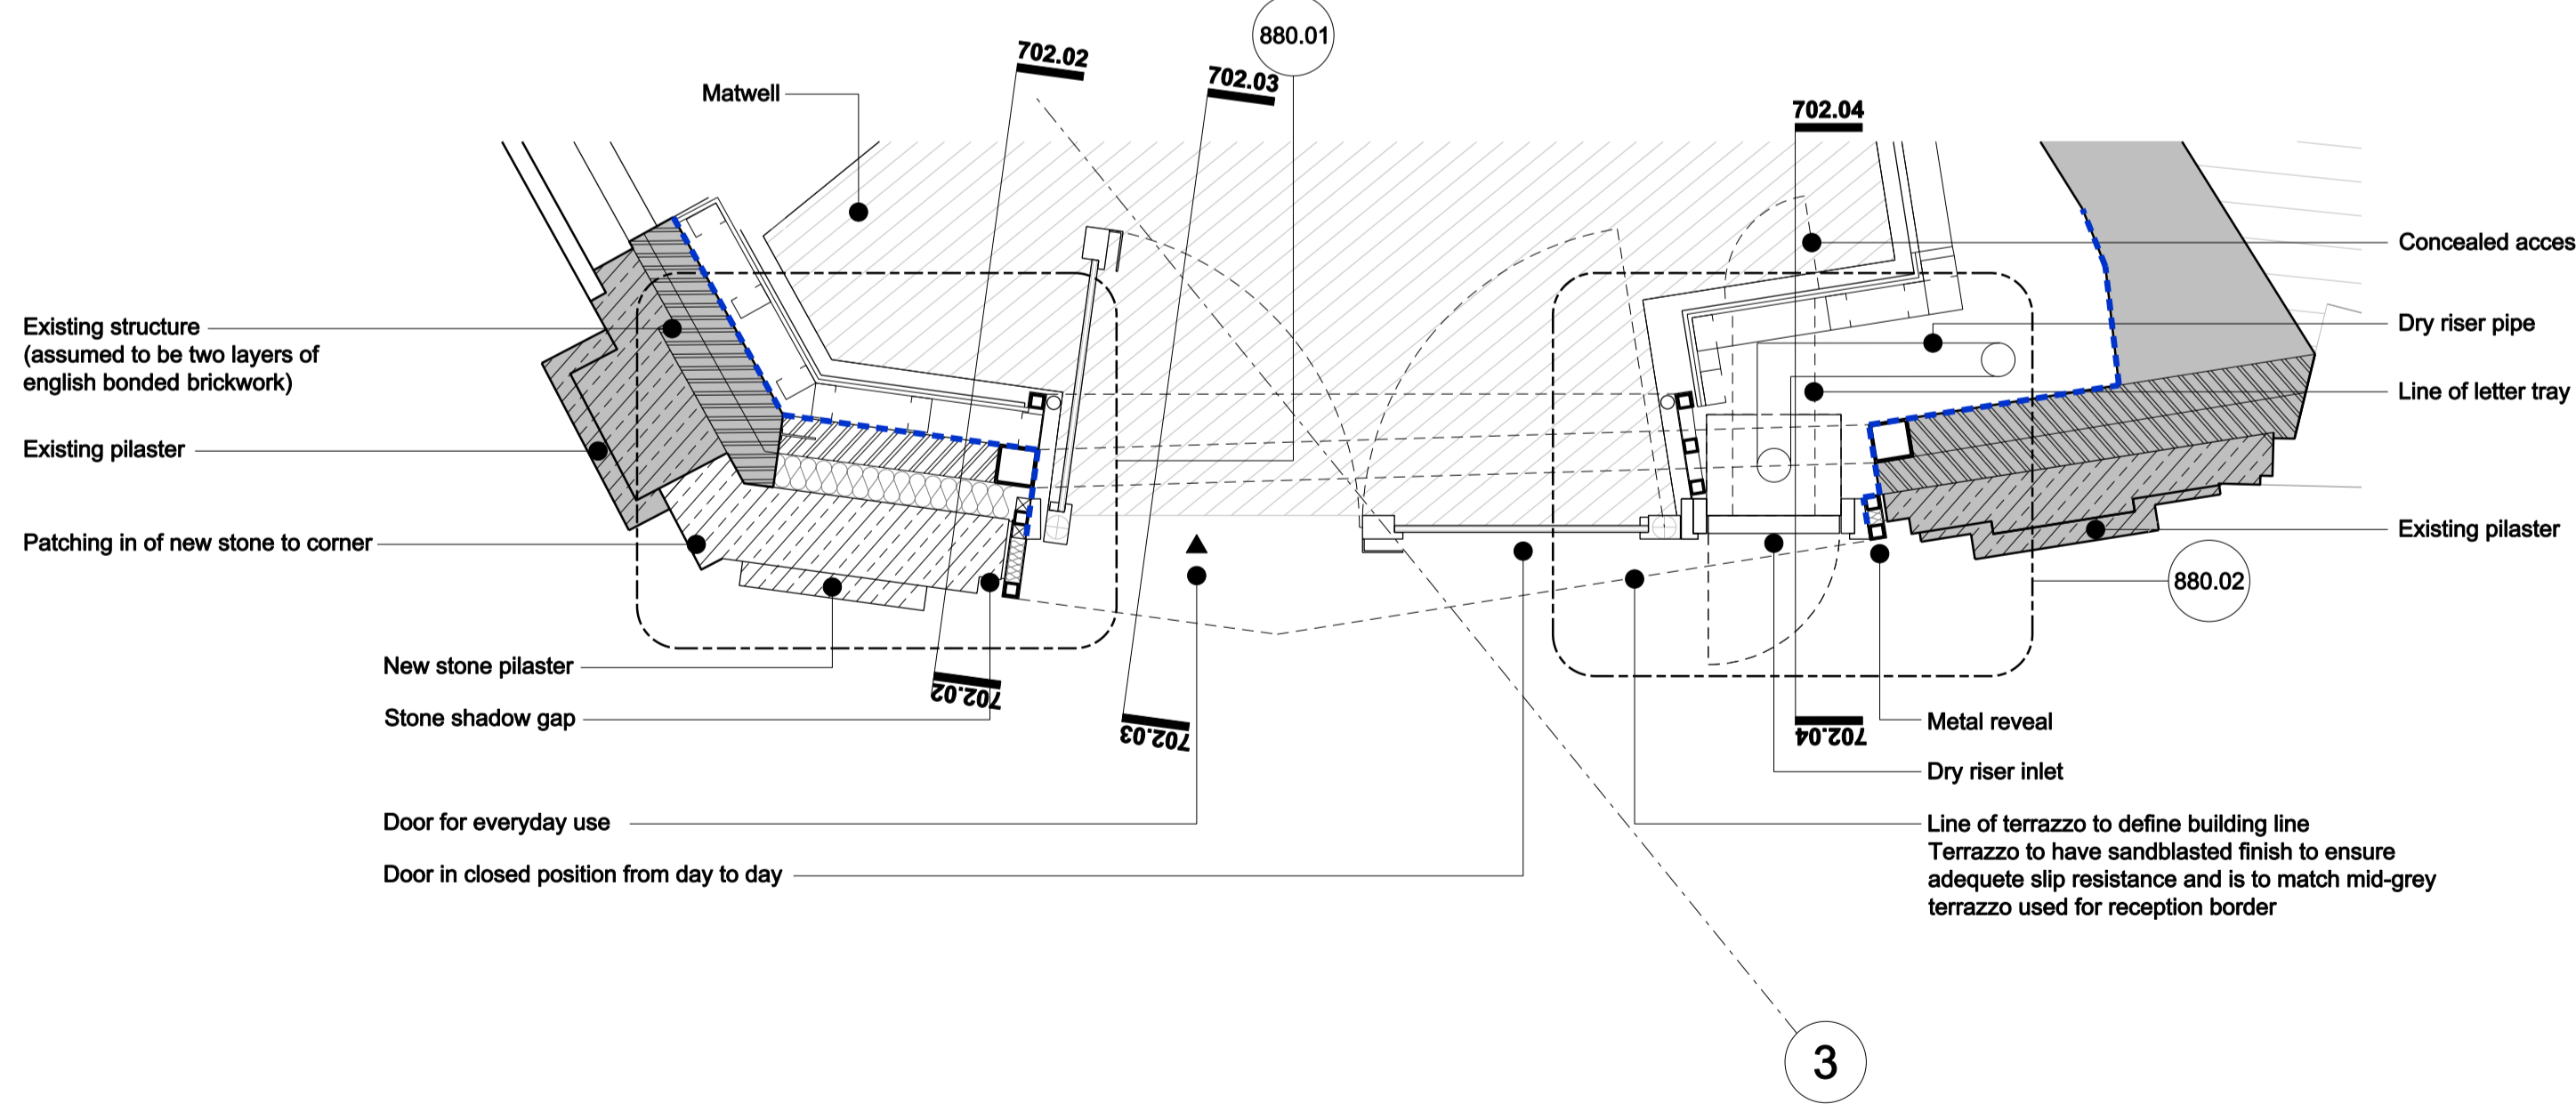 880.01
702.02
702.03
Matwell
702.04
Concealed acces
Existing structure
(assumed to be two layers of
english bonded brickwork)
Dry riser pipe
Line of letter tray
Existing pilaster
Patching in of new stone to corner
Existing pilaster
880.02
New stone pilaster
702.02
Stone shadow gap
702.03
702.04
Metal reveal
Dry riser inlet
Door for everyday use
Line of terrazzo to define building line
Terrazzo to have sandblasted finish to ensure
adequete slip resistance and is to match mid-grey
terrazzo used for reception border
Door in closed position from day to day
3